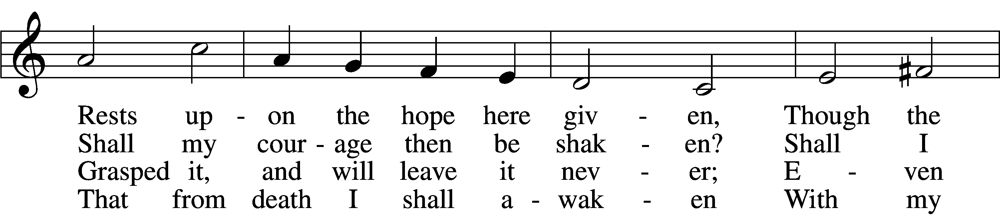 Rests up - on the hope here giv - en, Though the
Shall my cour - age then be shak - en? Shall I
Grasped it, and will leave it nev - er; E - ven
That from death I shall a - wak - en With my